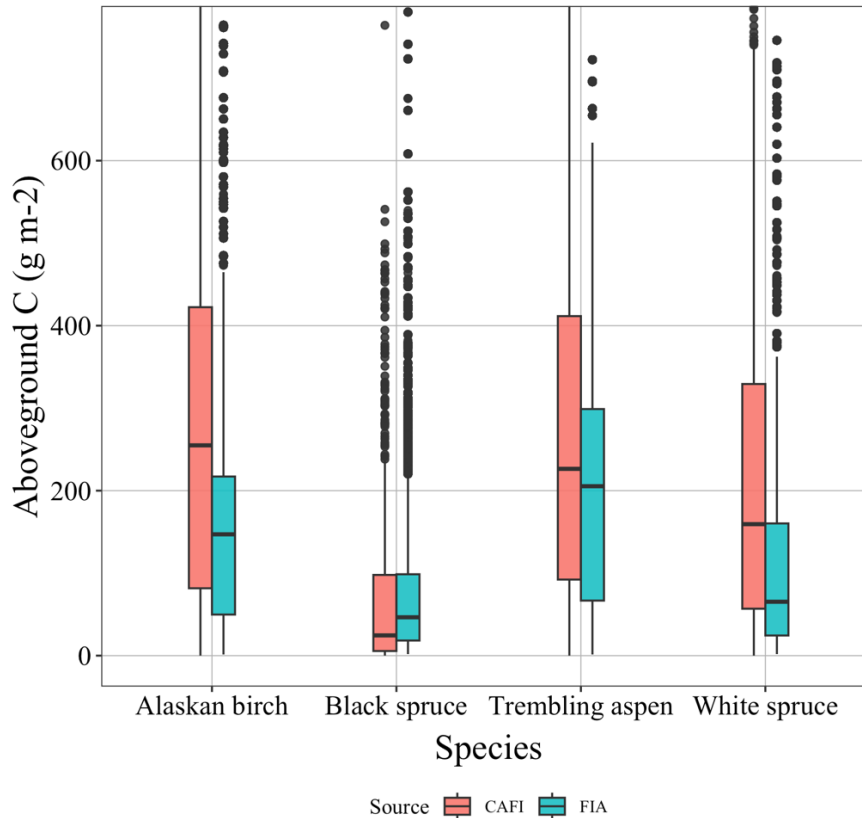 Aboveground C (g m-2)
600
400
200
0
Alaskan birch Black spruce Trembling aspen White spruce
Species
Source CAFI FIA